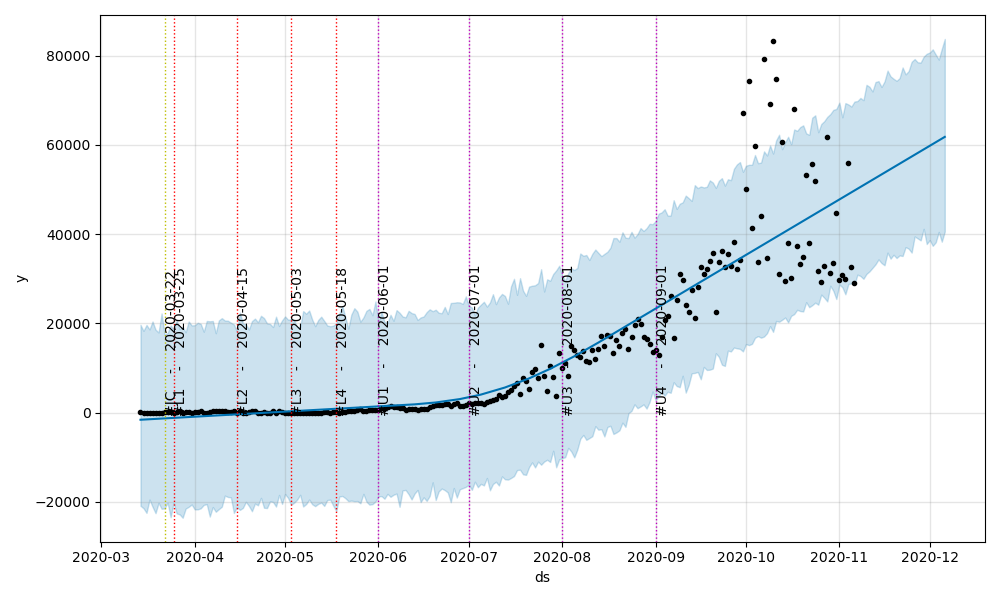 80000
60000
40000
20000
0
−20000
y
#JC - 2020-03-22
#L1 - 2020-03-25
#L2 - 2020-04-15
#L3 - 2020-05-03
#L4 - 2020-05-18
#U1 - 2020-06-01
#U2 - 2020-07-01
#U3 - 2020-08-01
#U4 - 2020-09-01
2020-03
2020-04
2020-05
2020-06
2020-07
2020-08
2020-09
2020-10
2020-11
2020-12
ds